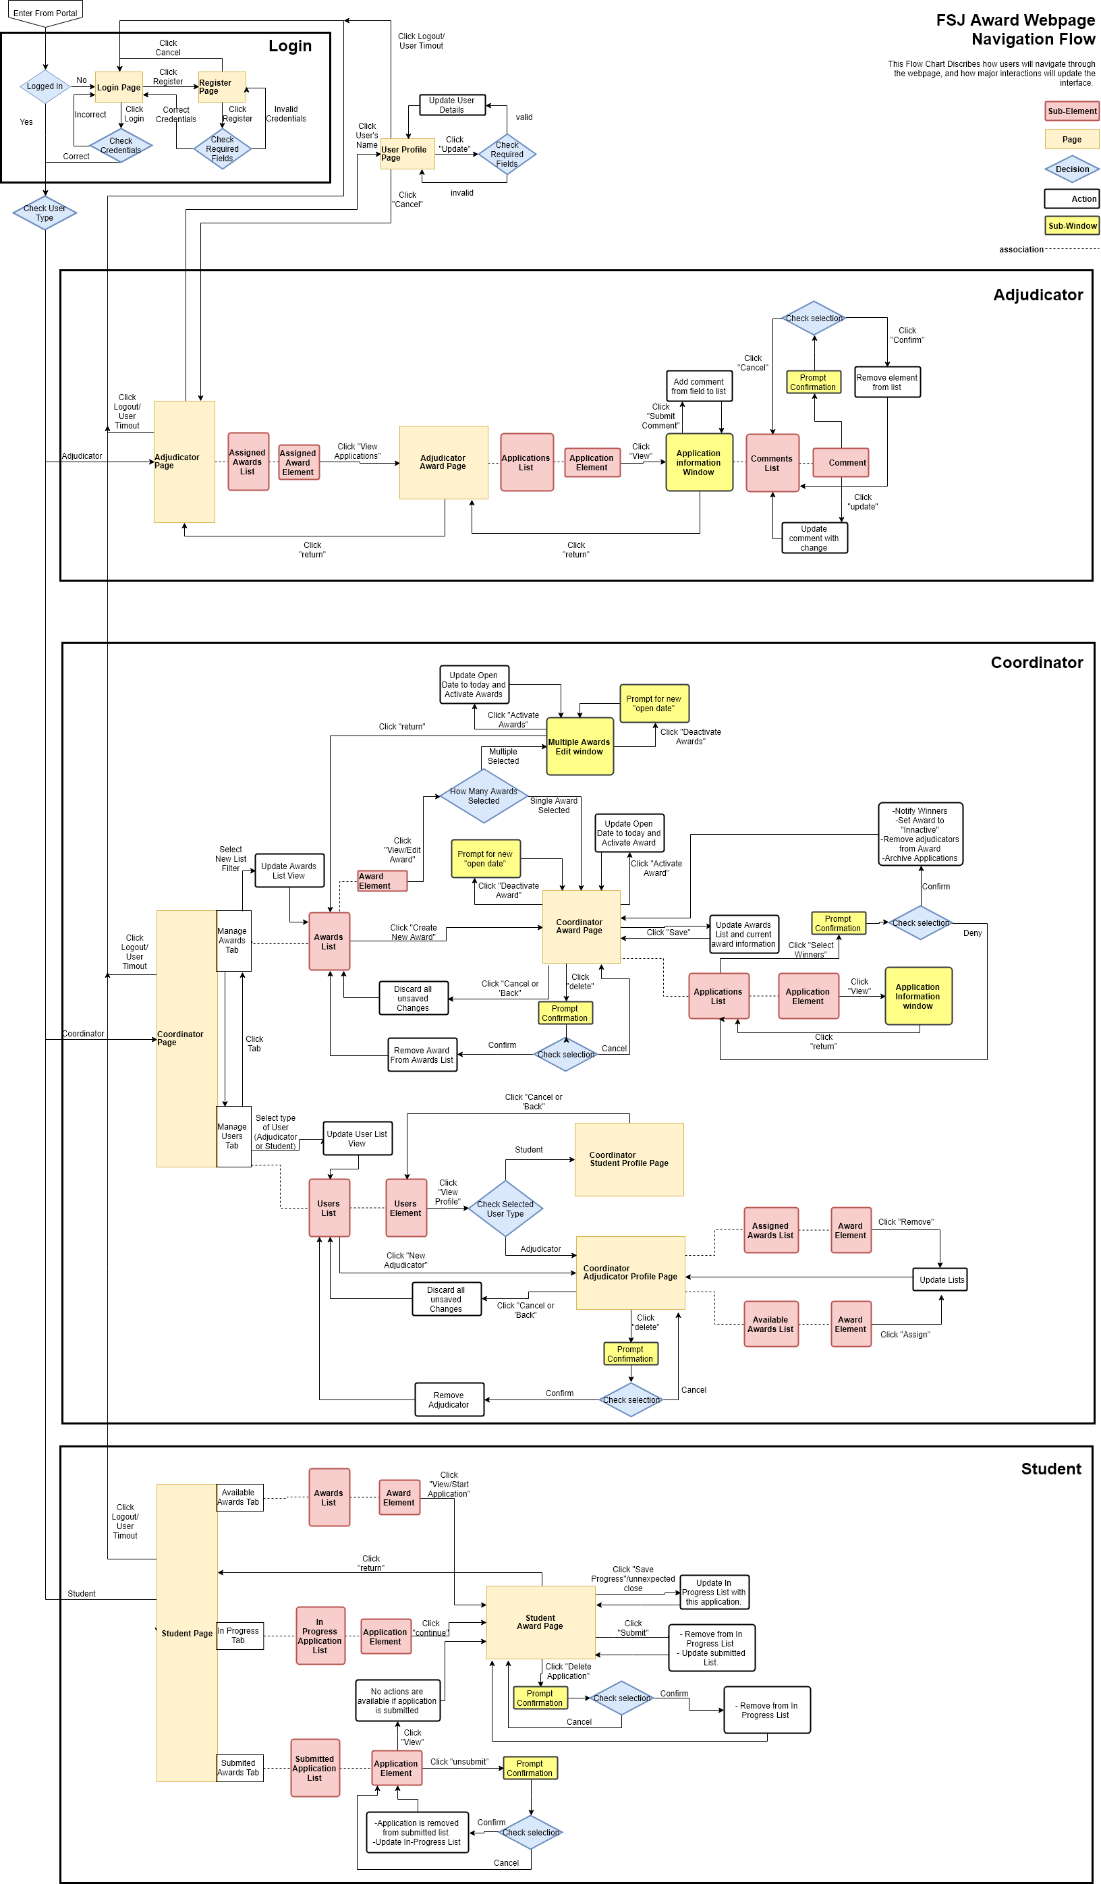 Enter From Portal
FSJ Award Webpage
Navigation Flow
This Flow Chart Discribes how users will navigate through
the webpage, and how major interactions will update the
interface.
Sub-Element
Page
Decision
Action
Sub-Window
association
Login
Click
Cancel
Logged In
No
Login Page
Click
Register
Register
Page
Yes
Incorrect
Click
Login
Correct
Credentials
Click
Register
Invalid
Credentials
Check
Credentials
Check
Required
Fields
Correct
Check User
Type
Click Logout/
User Timout
Update User
Details
valid
Click
User's
Name
User Profile
Page
Click
"Update"
Check
Required
Fields
invalid
Click
"Cancel"
Adjudicator
Check selection
Click
"Confirm"
Click
"Cancel"
Prompt
Confirmation
Remove element
from list
Add comment
from field to list
Click
"Submit
Comment"
Click
Logout/
User
Timout
Adjudicator
Adjudicator
Page
Assigned
Awards
List
Assigned
Award
Element
Click "View
Applications"
Adjudicator
Award Page
Applications
List
Application
Element
Click
"View"
Application
information
Window
Comments
List
Comment
Click
"update"
Update
comment with
change
Click
"return"
Click
"return"
Coordinator
Update Open
Date to today and
Activate Awards
Prompt for new
"open date"
Click "return"
Click "Activate
Awards"
Click "Deactivate
Awards"
Multiple Awards
Edit window
Multiple
Selected
How Many Awards
Selected
Single Award
Selected
-Notify Winners
-Set Award to
"Innactive"
-Remove adjudicators
from Award
-Archive Applications
Update Open
Date to today and
Activate Award
Click
"View/Edit
Award"
Select
New List
Filter
Update Awards
List View
Prompt for new
"open date"
Click "Activate
Award"
Award
Element
Click "Deactivate
Award"
Confirm
Manage
Awards
Tab
Awards
List
Click "Create
New Award"
Coordinator
Award Page
Click "Save"
Update Awards
List and current
award information
Prompt
Confirmation
Check selection
Deny
Click "Select
Winners"
Click
Logout/
User
Timout
Discard all
unsaved
Changes
Click "Cancel or
'Back"
Click
"delete"
Applications
List
Application
Element
Click
"View"
Application
Information
window
Prompt
Confirmation
Click
"return"
Coordinator
Coordinator
Page
Click
Tab
Remove Award
From Awards List
Confirm
Check selection
Cancel
Manage
Users
Tab
Select type
of User
(Adjudicator
or Student)
Update User List
View
Click "Cancel or
'Back"
Coordinator
Student Profile Page
Student
Users
List
Users
Element
Click
"View
Profile"
Check Selected
User Type
Adjudicator
Assigned
Awards List
Award
Element
Click "Remove"
Click "New
Adjudicator"
Coordinator
Adjudicator Profile Page
Update Lists
Discard all
unsaved
Changes
Click "Cancel or
'Back"
Click
"delete"
Available
Awards List
Award
Element
Click "Assign"
Prompt
Confirmation
Remove
Adjudicator
Confirm
Check selection
Cancel
Student
Available
Awards Tab
Awards
List
Award
Element
Click
"View/Start
Application"
Click
Logout/
User
Timout
Click
"return"
Click "Save
Progress"/unexpected
close
Update In
Progress List with
this application.
Student
Student Page
In Progress
Tab
In
Progress
Application
List
Application
Element
Click
"continue"
Student
Award Page
Click
"Submit"
- Remove from In
Progress List
- Update submitted
List.
Click "Delete
Application"
No actions are
available if application
is submitted
Prompt
Confirmation
Check selection
Confirm
- Remove from In
Progress List
Cancel
Click
"View"
Submited
Awards Tab
Submitted
Application
List
Application
Element
Click "unsubmit"
Prompt
Confirmation
-Application is removed
from submitted list.
-Update In-Progress List
Confirm
Check selection
Cancel